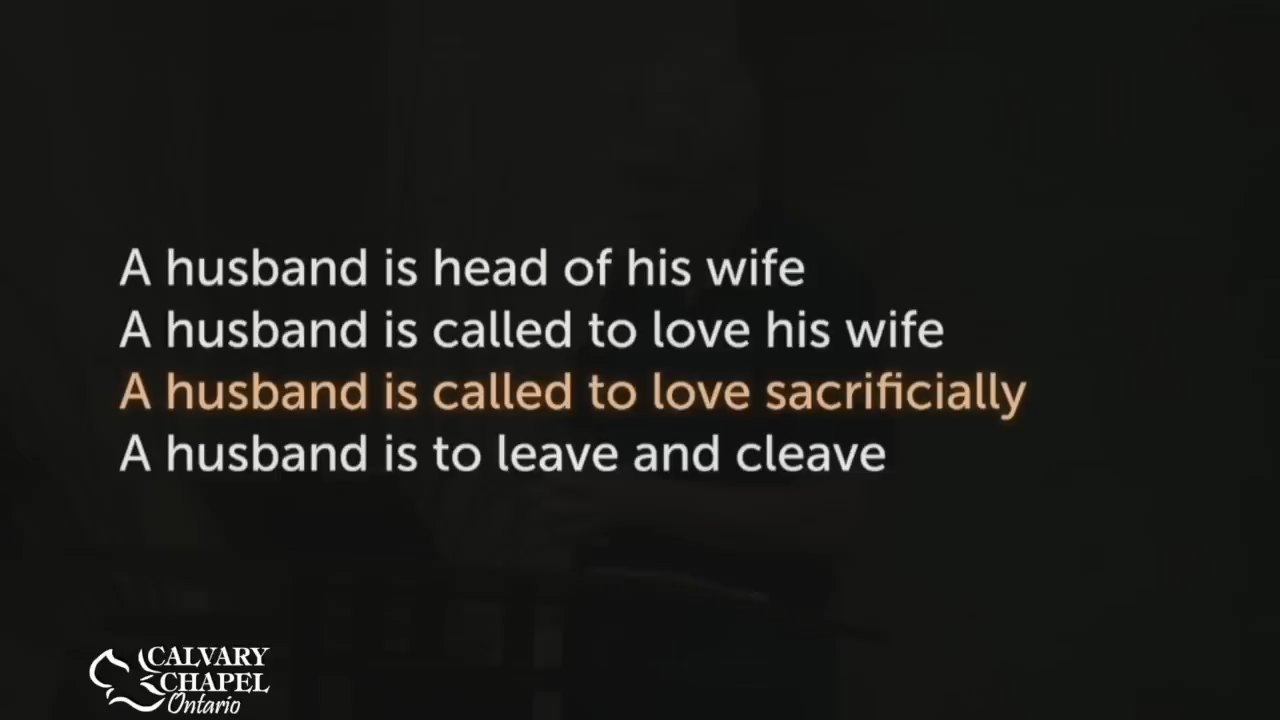 A husband is head of his wife
A husband is called to love his wife
A husband is called to love sacrificially
A husband is to leave and cleave
CALVARY
CHAPEL
Ontario